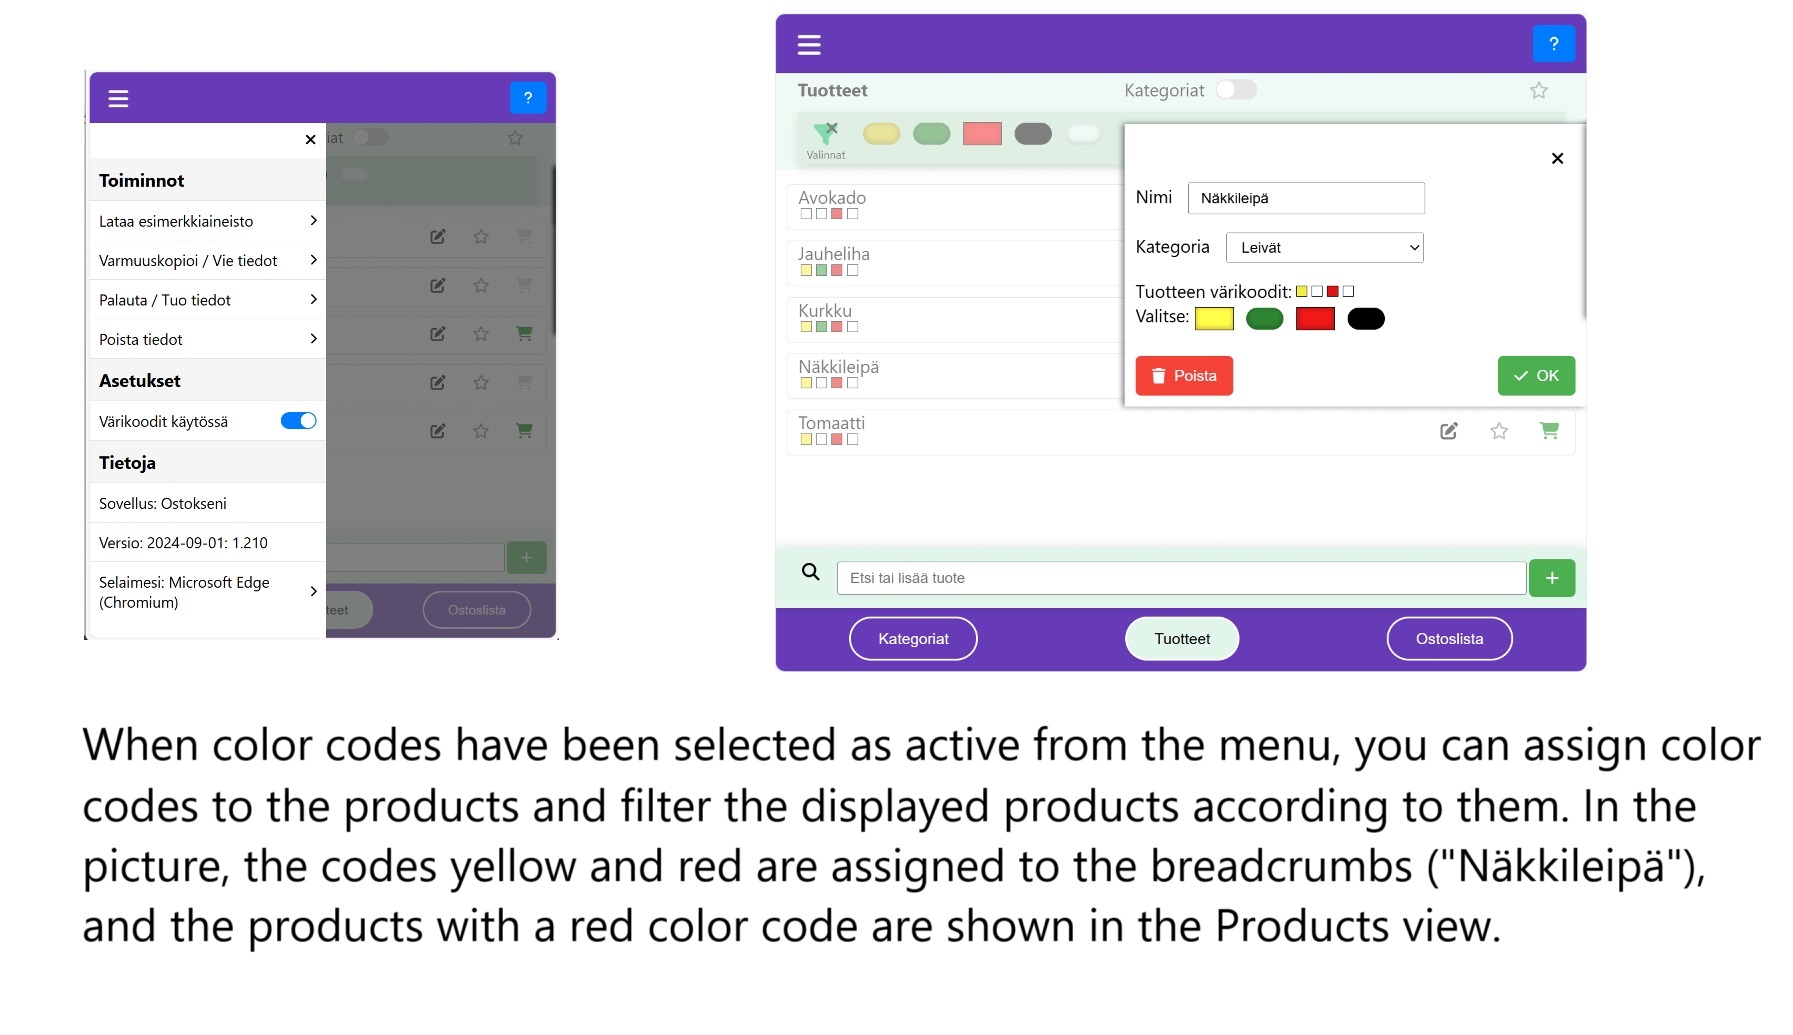 ?
iat
Toiminnot
Lataa esimerkkiaineisto
Varmuuskopioi / Vie tiedot
Palauta / Tuo tiedot
Poista tiedot
Asetukset
Värikoodit käytössä
Tietoja
Sovellus: Ostokseni
Versio: 2024-09-01: 1.210
Selaimesi: Microsoft Edge
(Chromium)
teet
Ostoslista
?
Tuotteet
Kategoriat
Valinnat
Avokado
Jauheliha
Kurkku
Näkkileipä
Tomaatti
Nimi Näkkileipä
Kategoria Leivät
Tuotteen värikoodit:
Valitse:
Poista
OK
Etsi tai lisää tuote
+
Kategoriat
Tuotteet
Ostoslista
When color codes have been selected as active from the menu, you can assign color
codes to the products and filter the displayed products according to them. In the
picture, the codes yellow and red are assigned to the breadcrumbs ("Näkkileipä"),
and the products with a red color code are shown in the Products view.